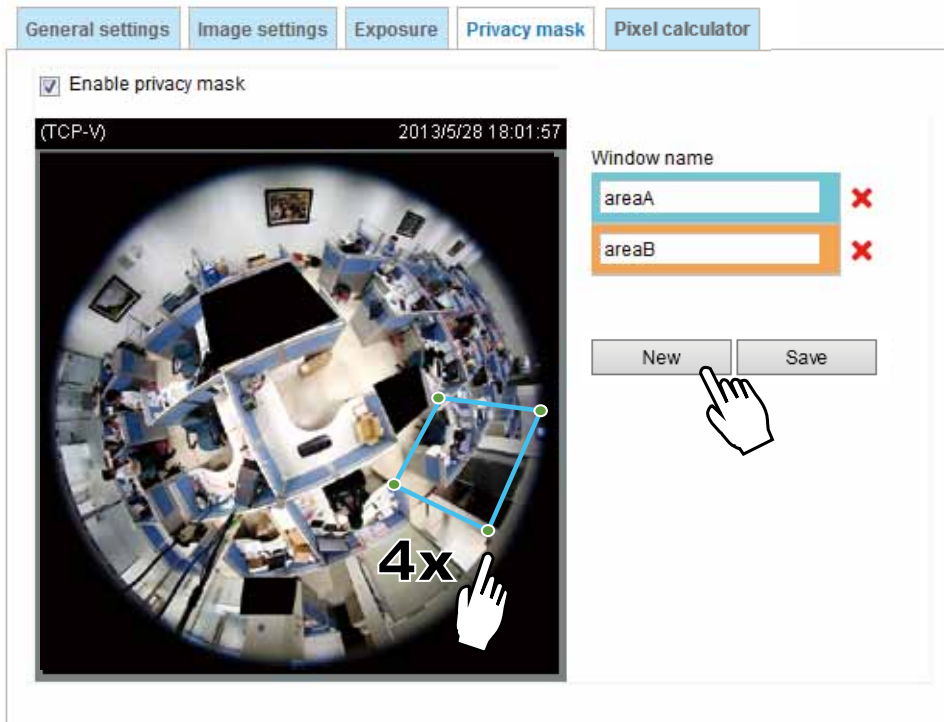 General settings Image settings Exposure Privacy mask Pixel calculator
Enable privacy mask
(TCP-V) 2013/5/28 18:01:57
Window name
areaA
areaB
New Save
4x